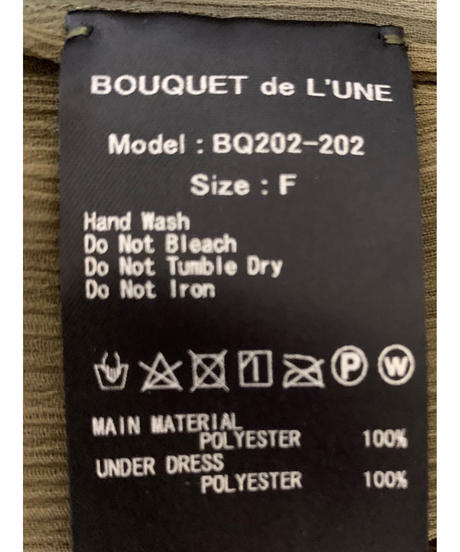 BOUQUET de L'UNE
Model : BQ202-202
Size : F
Hand Wash
Do Not Bleach
Do Not Tumble Dry
Do Not Iron
P W
MAIN MATERIAL
POLYESTER 100%
UNDER DRESS
POLYESTER 100%